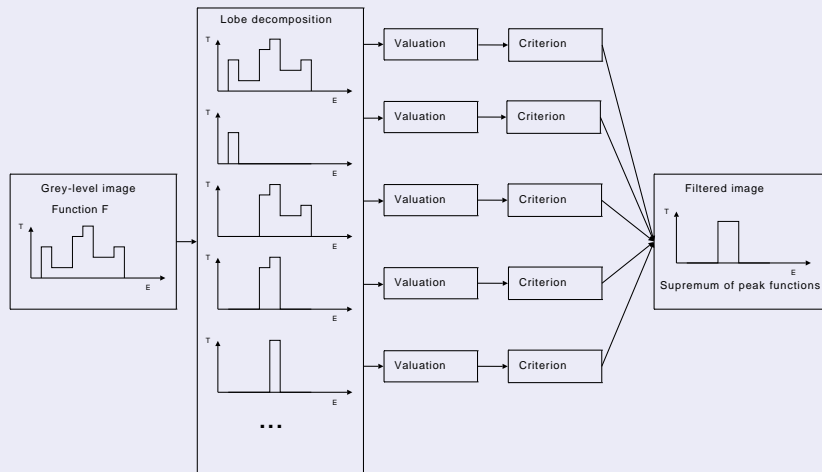 Lobe decomposition
T
E
Valuation
Criterion
T
E
Valuation
Criterion
Grey-level image
Function F
T
E
T
E
Valuation
Criterion
Filtered image
T
E
Supremum of peak functions
T
E
Valuation
Criterion
T
E
Valuation
Criterion
...